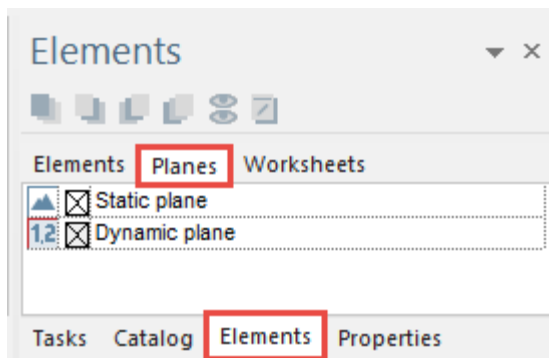 Elements
Elements Planes Worksheets
Static plane
1.2 Dynamic plane
Tasks Catalog Elements Properties